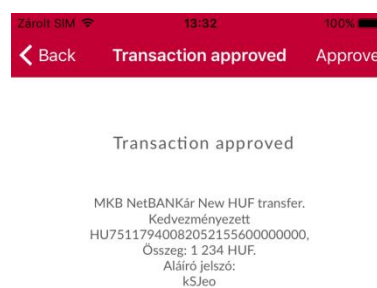 Zárolt SIM 13:32 100%
Back Transaction approved Approve
Transaction approved
MKB NetBANKár New HUF transfer.
Kedvezményezett
HU75117940082052155600000000,
Összeg: 1 234 HUF.
Aláíró jelszó:
kSJeo